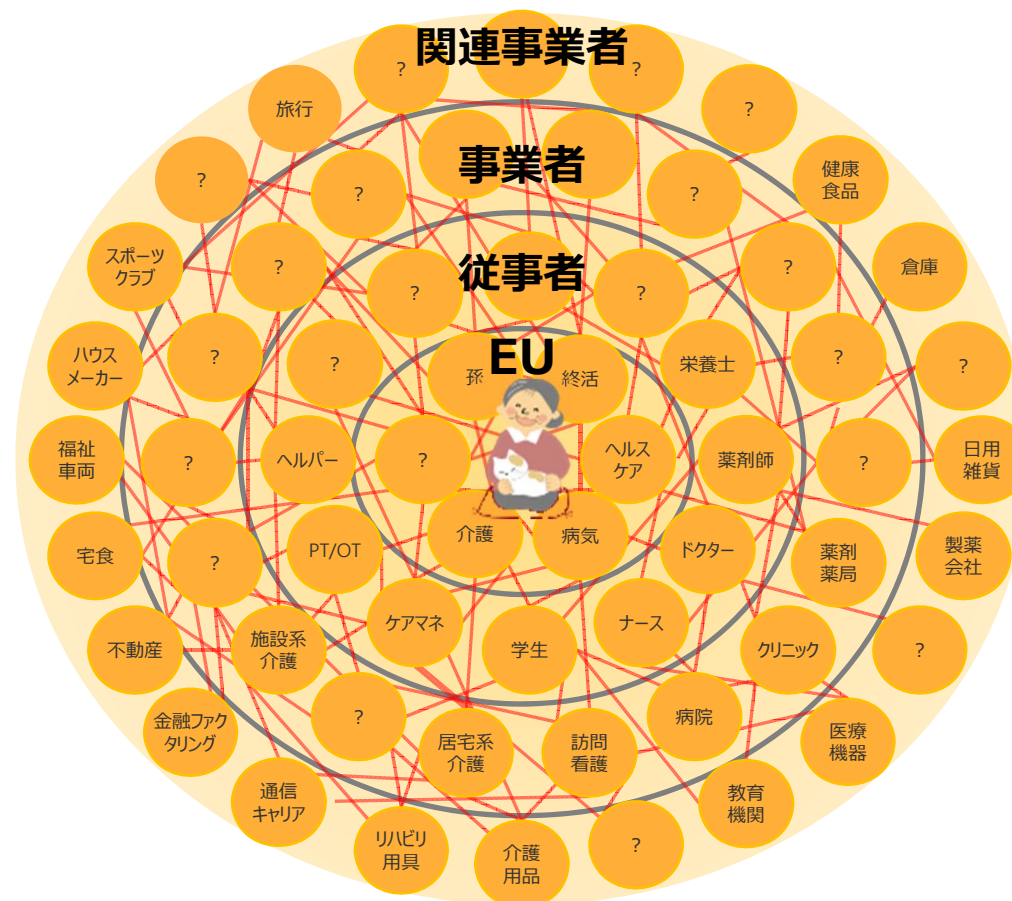 関連事業者
?
?
旅行
?
健康
食品
事業者
?
?
?
スポーツ
クラブ
?
?
倉庫
従事者
?
?
ハウス
メーカー
?
?
EU
孫
終活
栄養士
?
?
福祉
車両
?
ヘルパー
?
ヘルス
ケア
薬剤師
?
日用
雑貨
宅食
?
PT/OT
介護
病気
ドクター
薬剤
薬局
製薬
会社
不動産
施設系
介護
ケアマネ
学生
ナース
クリニック
?
金融ファク
タリング
?
居宅系
介護
訪問
看護
病院
医療
機器
通信
キャリア
リハビリ
用具
介護
用品
?
教育
機関